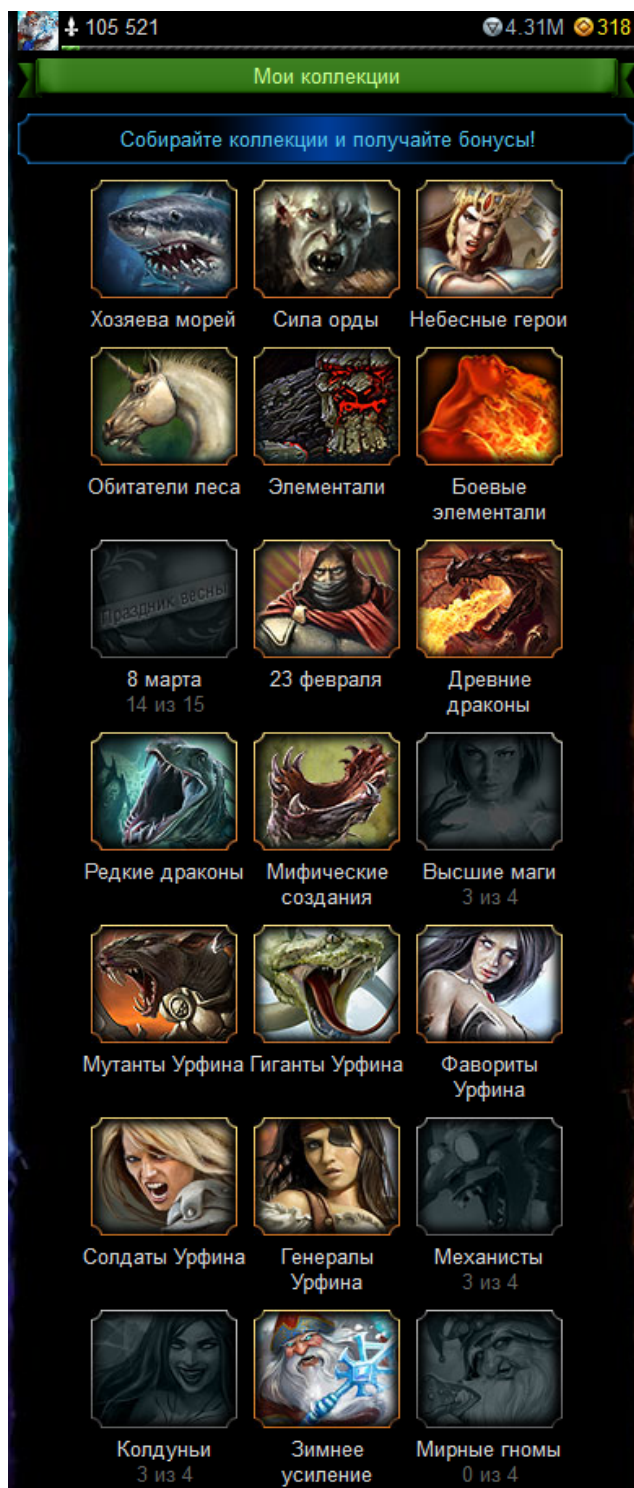 105 521 4.31M 318
Мои коллекции
Собирайте коллекции и получайте бонусы!
Хозяева морей Сила орды Небесные герои
Обитатели леса Элементали Боевые
элементали
Праздник весны
8 марта 23 февраля Древние
14 из 15 драконы
Редкие драконы Мифические Высшие маги
создания 3 из 4
Мутанты Урфина Гиганты Урфина Фавориты
Урфина
Солдаты Урфина Генералы Механисты
Урфина 3 из 4
Колдуньи Зимнее Мирные гномы
3 из 4 усиление 0 из 4